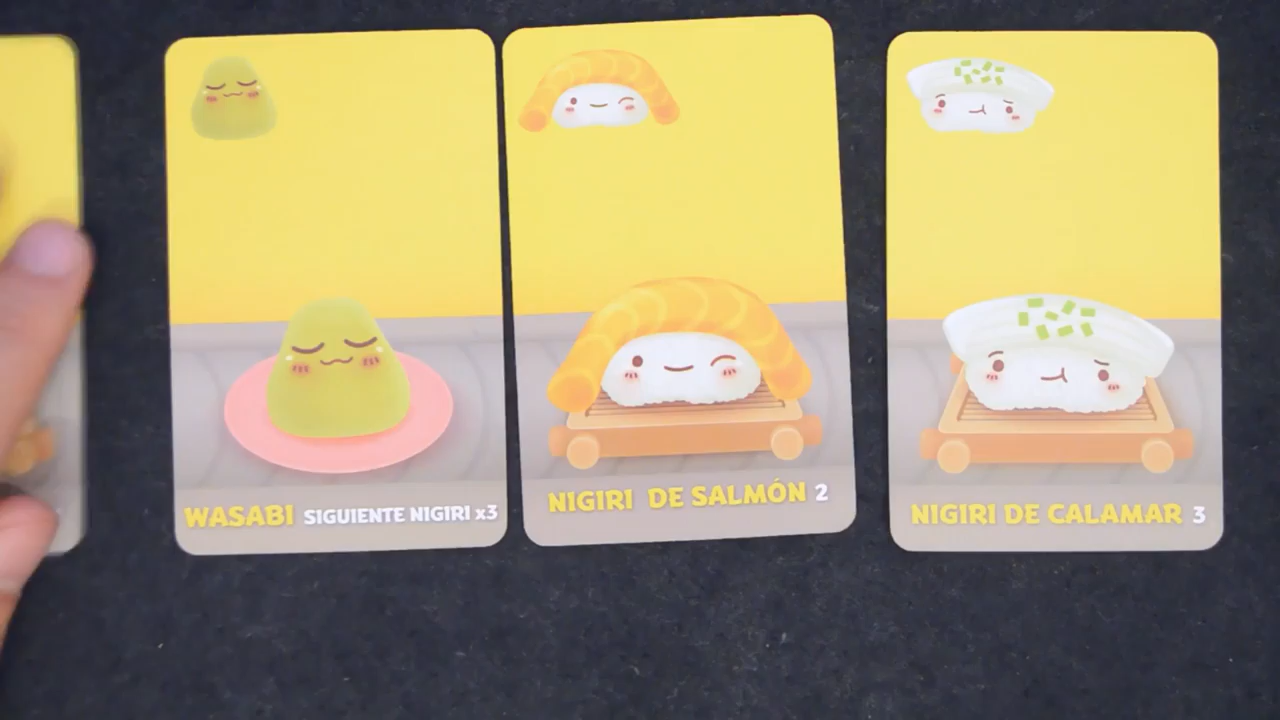 WASABI SIGUIENTE NIGIRI x3
NIGIRI DE SALMÓN 2
NIGIRI DE CALAMAR 3